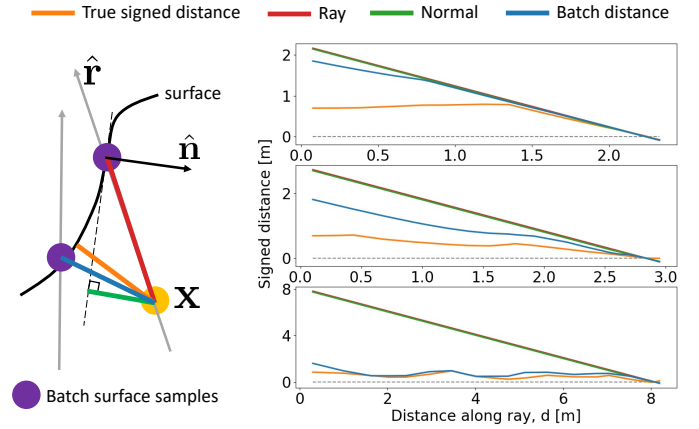 True signed distance Ray Normal Batch distance
r̂
surface
n̂
x
Batch surface samples
Signed distance [m]
2
1
0
0.0 0.5 1.0 1.5 2.0
2
0
0.0 0.5 1.0 1.5 2.0 2.5 3.0
8
4
0
0 2 4 6 8
Distance along ray, d [m]